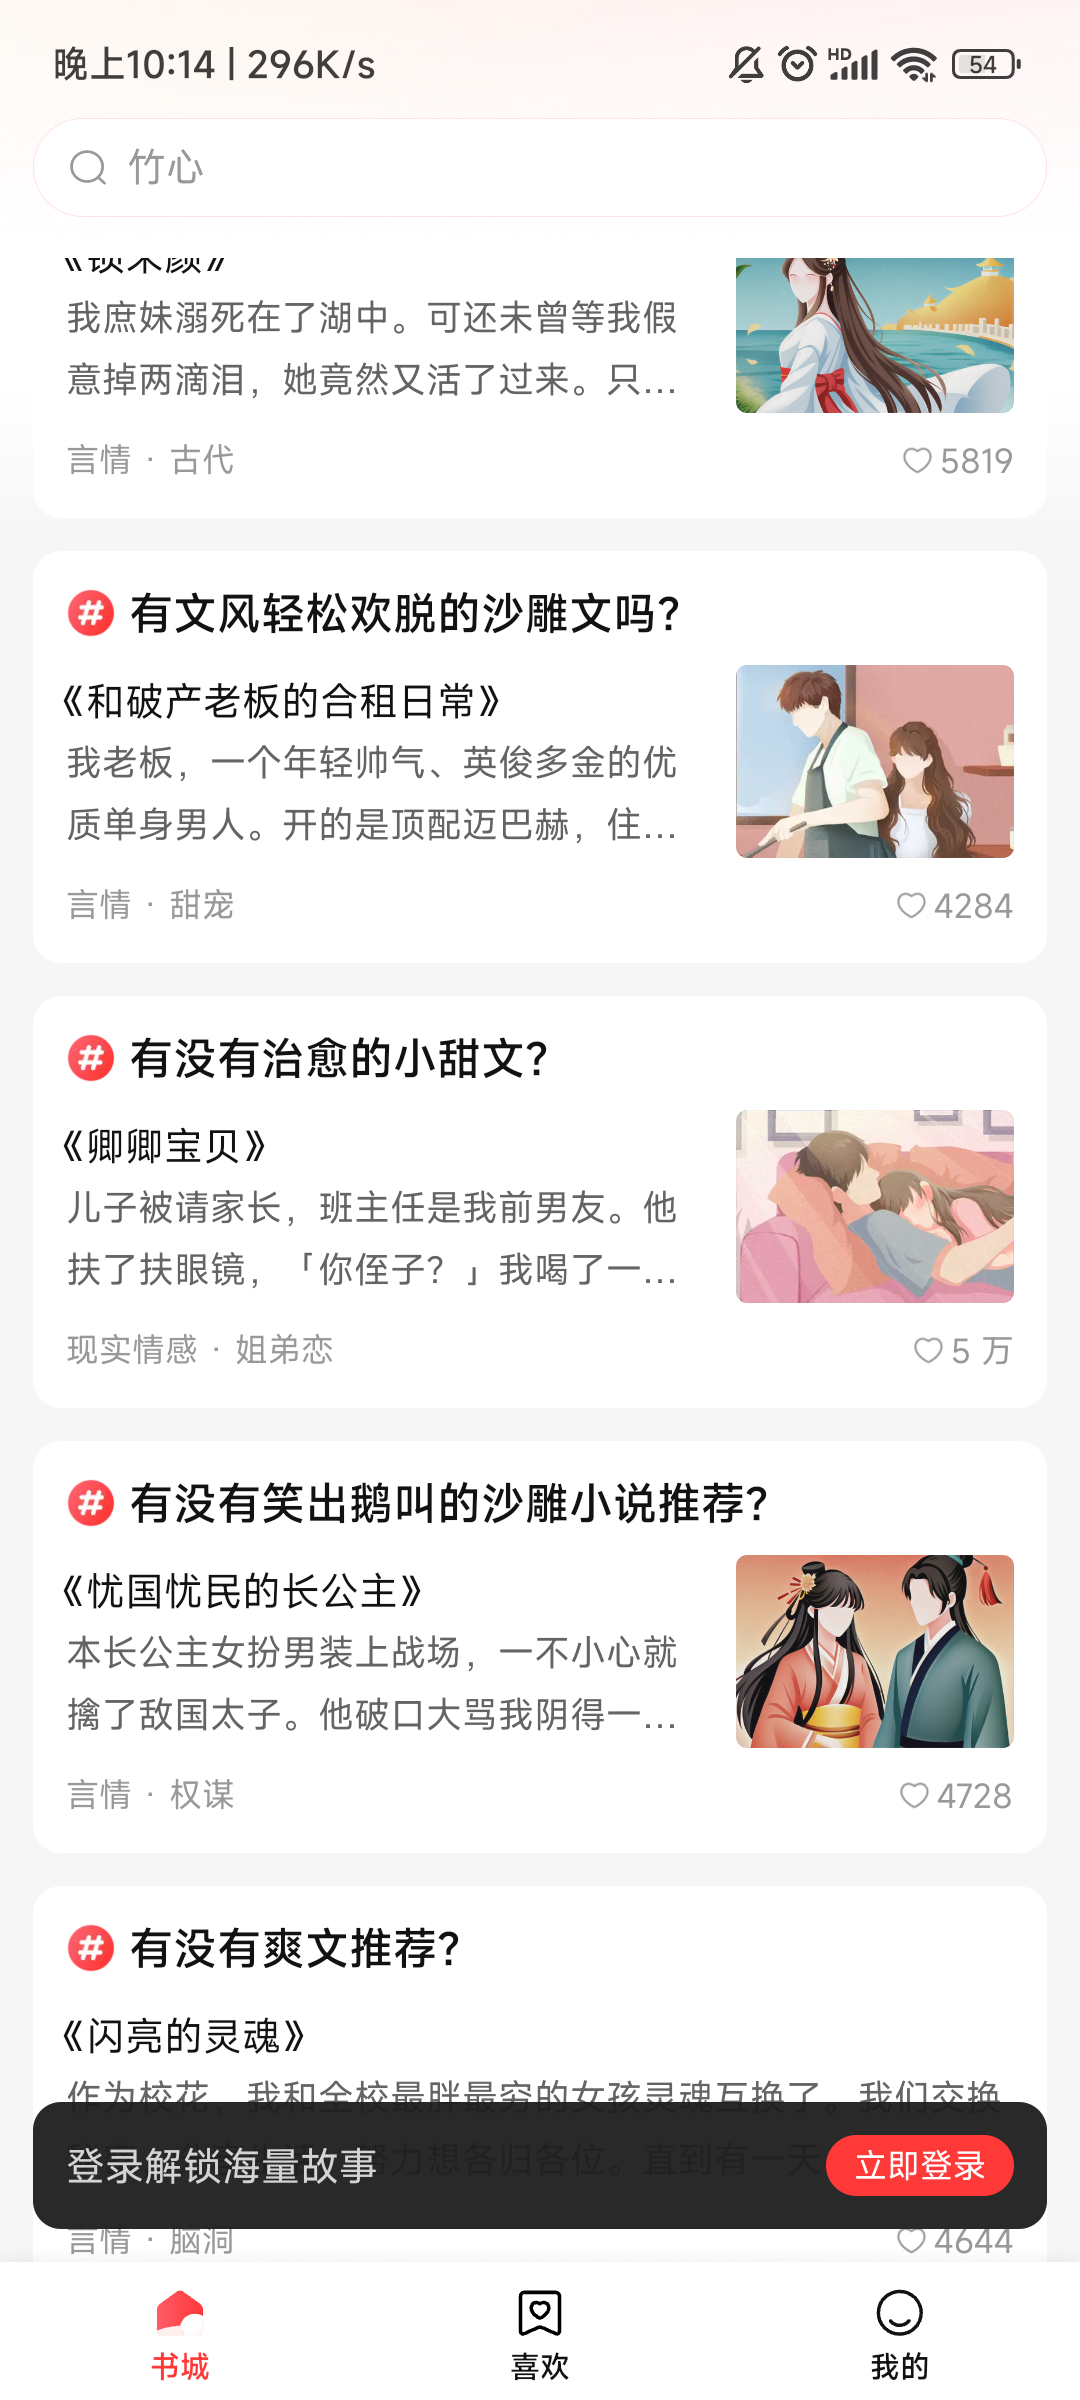 晚上10:14 | 296K/s
HD
54
竹心
我庶妹溺死在了湖中。可还未曾等我假
意掉两滴泪，她竟然又活了过来。只...
言情 · 古代
5819
有文风轻松欢脱的沙雕文吗？
《和破产老板的合租日常》
我老板，一个年轻帅气、英俊多金的优
质单身男人。开的是顶配迈巴赫，住...
言情 · 甜宠
4284
有没有治愈的小甜文？
《卿卿宝贝》
儿子被请家长，班主任是我前男友。他
扶了扶眼镜，「你侄子？」我喝了一...
现实情感 · 姐弟恋
5 万
有没有笑出鹅叫的沙雕小说推荐？
《忧国忧民的长公主》
本长公主女扮男装上战场，一不小心就
擒了敌国太子。他破口大骂我阴得一...
言情 · 权谋
4728
有没有爽文推荐？
《闪亮的灵魂》
作为校花，我和全校最胖最穷的女孩灵魂互换了。我们交换
努力想各归各位。直到有一天
登录解锁海量故事
立即登录
言情 · 脑洞
4644
书城
喜欢
我的